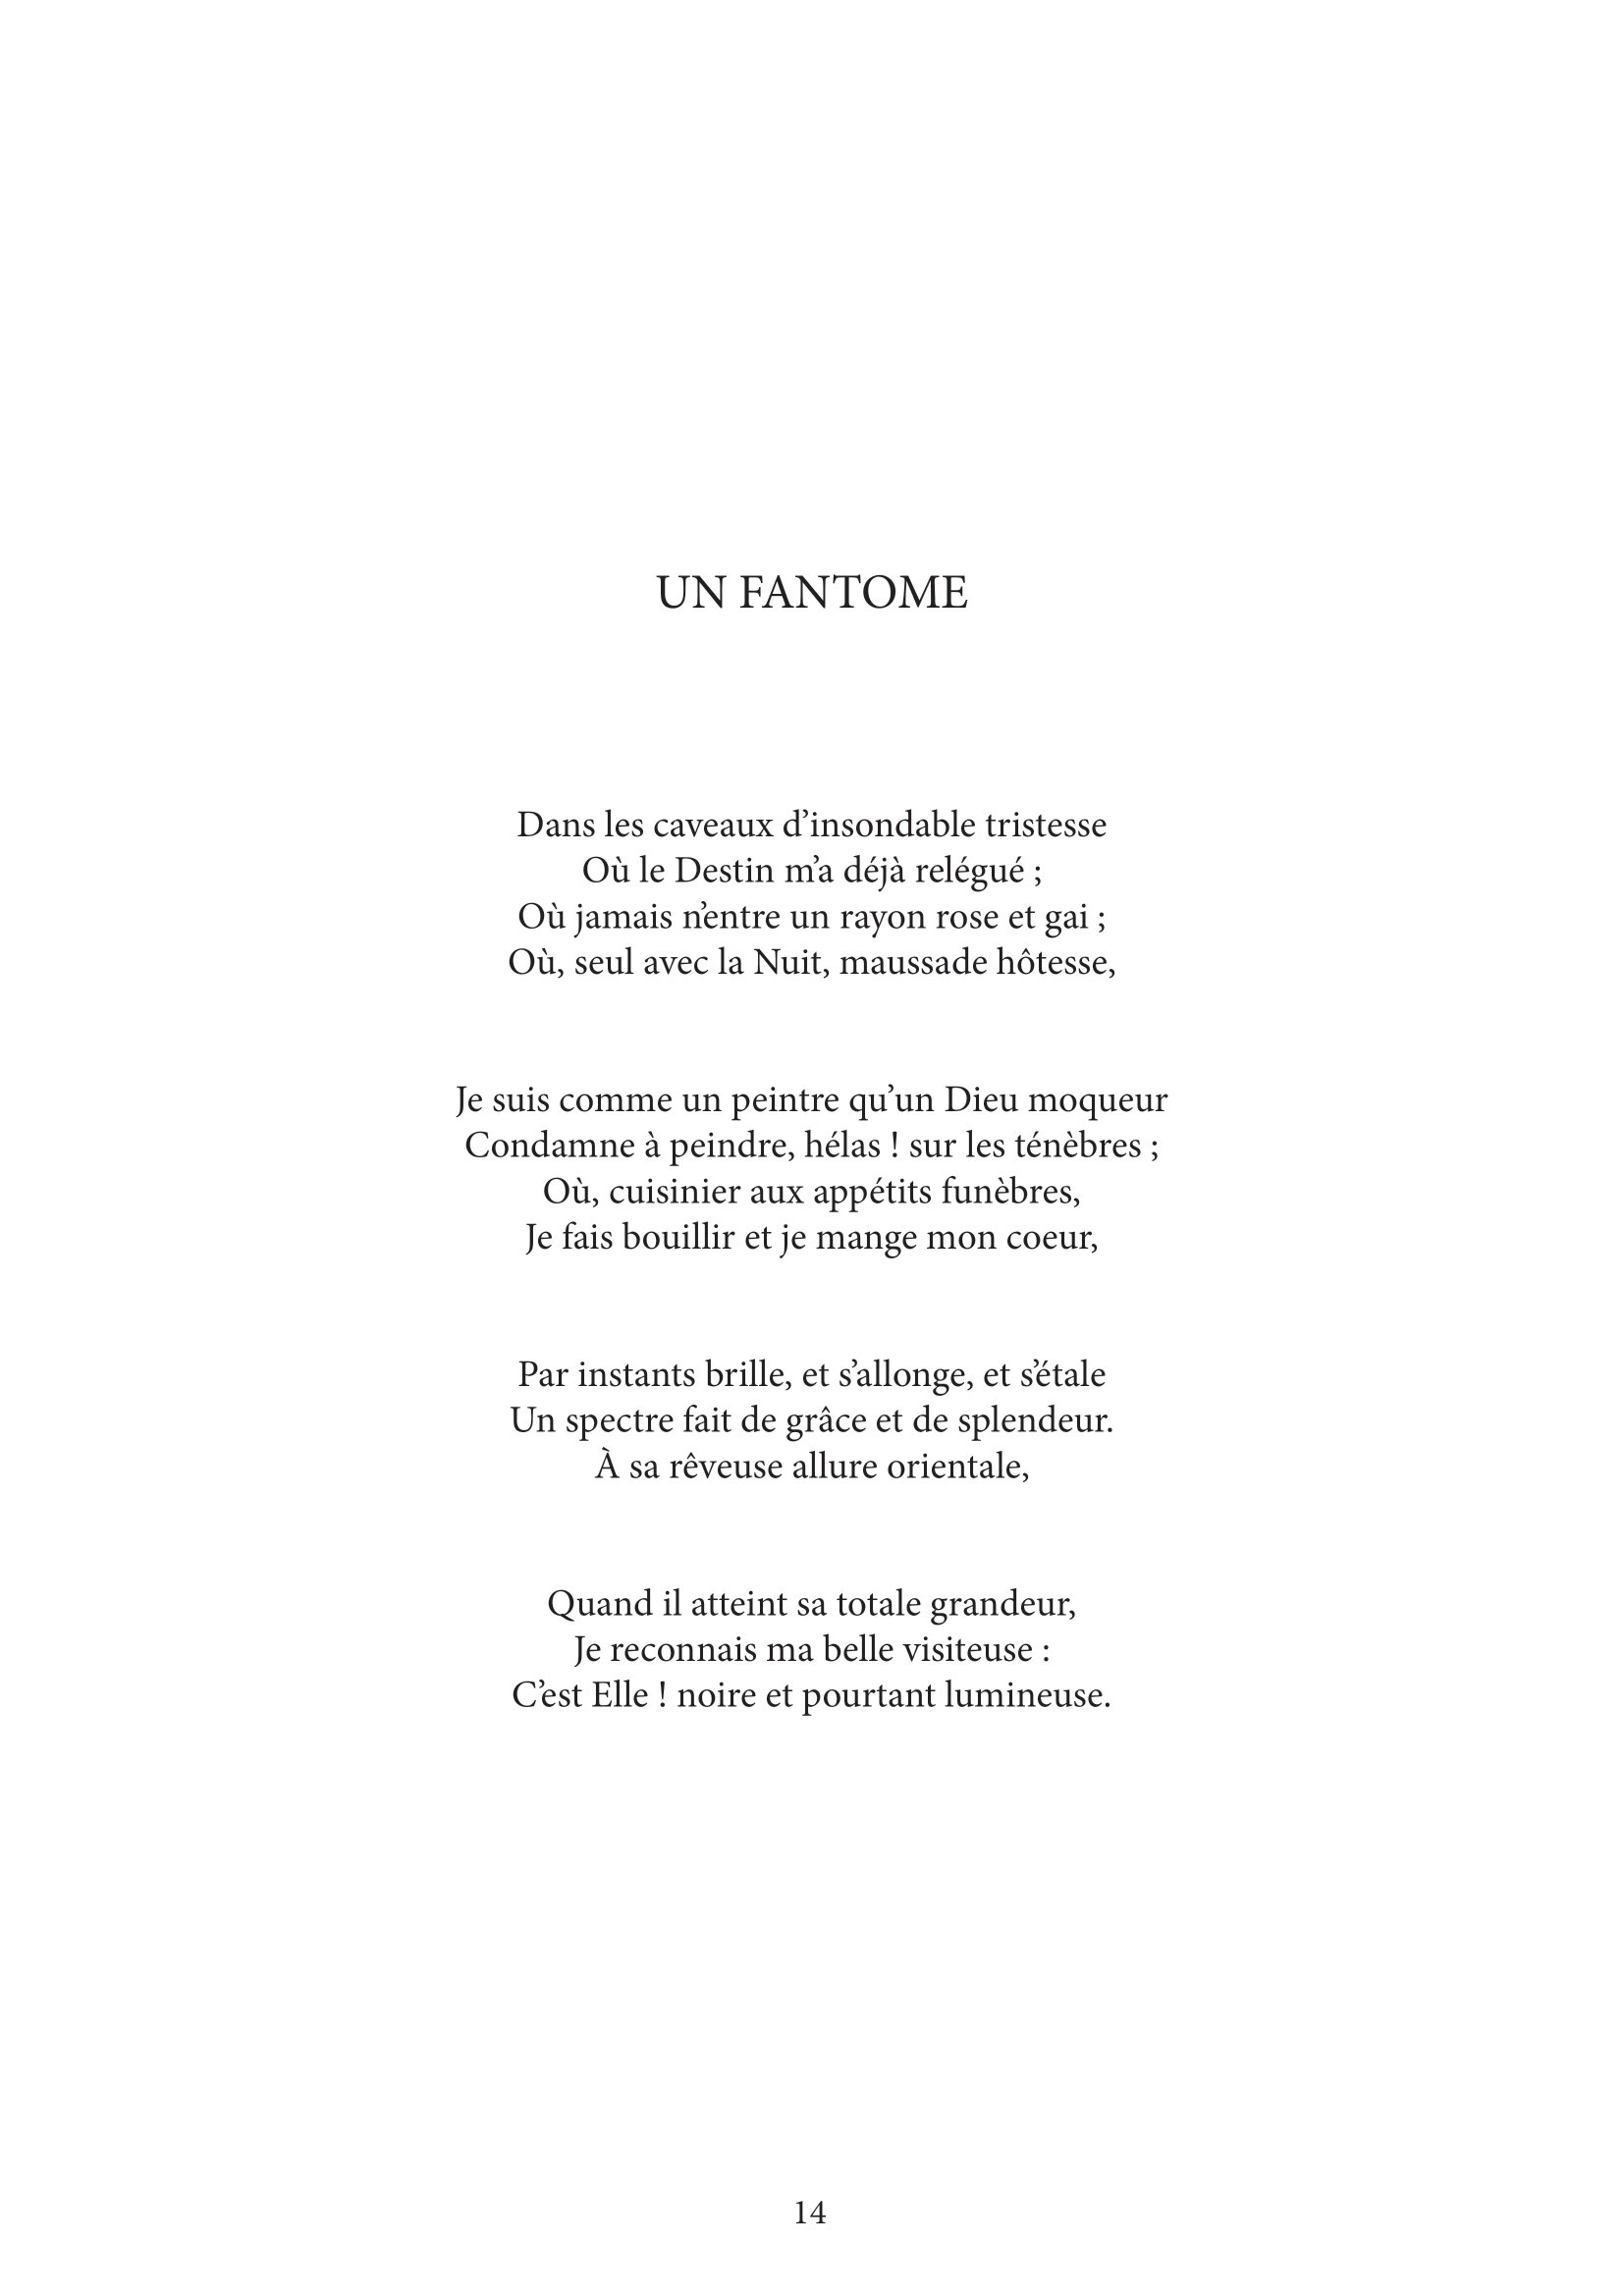 UN FANTOME
Dans les caveaux d’insondable tristesse
Où le Destin m’a déjà relégué ;
Où jamais n’entre un rayon rose et gai ;
Où, seul avec la Nuit, maussade hôtesse,
Je suis comme un peintre qu’un Dieu moqueur
Condamne à peindre, hélas ! sur les ténèbres ;
Où, cuisinier aux appétits funèbres,
Je fais bouillir et je mange mon coeur,
Par instants brille, et s’allonge, et s’étale
Un spectre fait de grâce et de splendeur.
À sa rêveuse allure orientale,
Quand il atteint sa totale grandeur,
Je reconnais ma belle visiteuse :
C’est Elle ! noire et pourtant lumineuse.
14